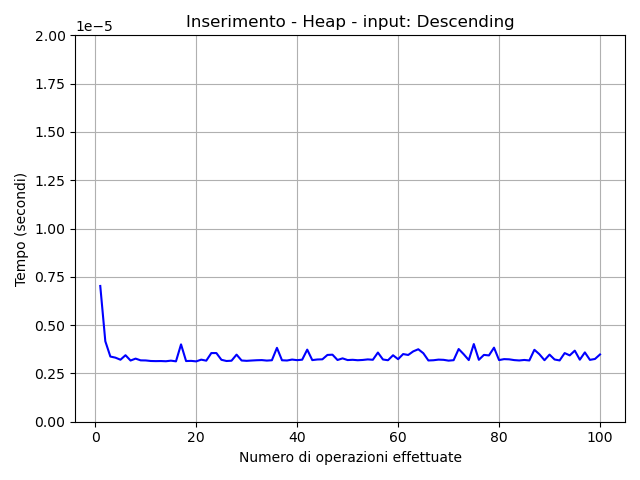 Inserimento - Heap - input: Descending
1e−5
2.00
1.75
1.50
1.25
1.00
0.75
0.50
0.25
0.00
Tempo (secondi)
0 20 40 60 80 100
Numero di operazioni effettuate